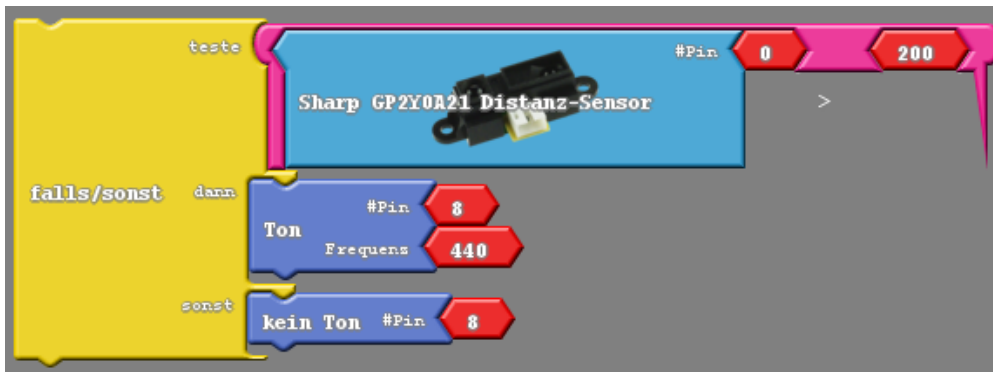 teste
#Pin 0 200
Sharp GP2Y0A21 Distanz-Sensor >
falls/sonst dann
#Pin 8
Ton
Frequenz 440
sonst
kein Ton #Pin 8